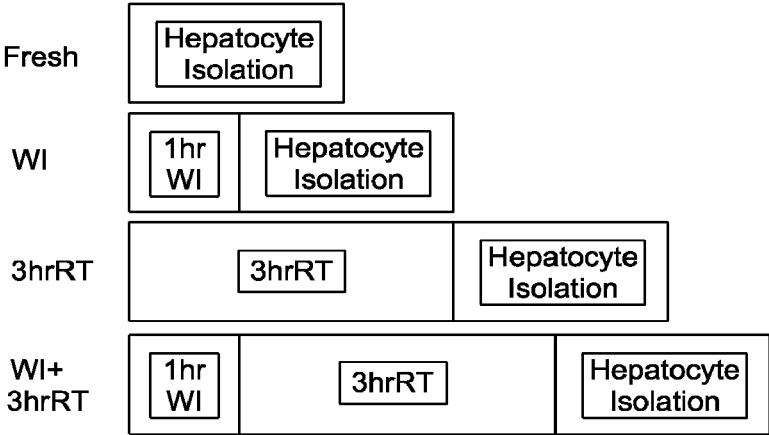 Fresh
Hepatocyte
Isolation
WI
1hr
WI
Hepatocyte
Isolation
3hrRT
3hrRT
Hepatocyte
Isolation
WI+
3hrRT
1hr
WI
3hrRT
Hepatocyte
Isolation